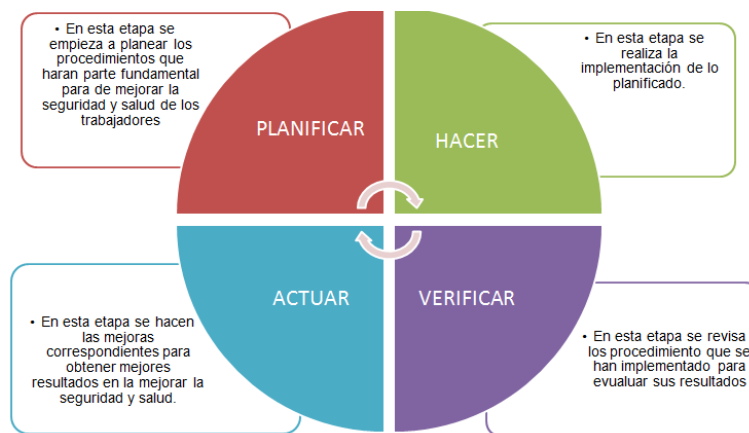 • En esta etapa se
empieza a planear los
procedimientos que
haran parte fundamental
para de mejorar la
seguridad y salud de los
trabajadores
PLANIFICAR
• En esta etapa se
realiza la
implementación de lo
planificado.
HACER
• En esta etapa se hacen
las mejoras
correspondientes para
obtener mejores
resultados en la mejorar la
seguridad y salud.
ACTUAR
VERIFICAR
• En esta etapa se revisa
los procedimiento que se
han implementado para
evualuar sus resultados